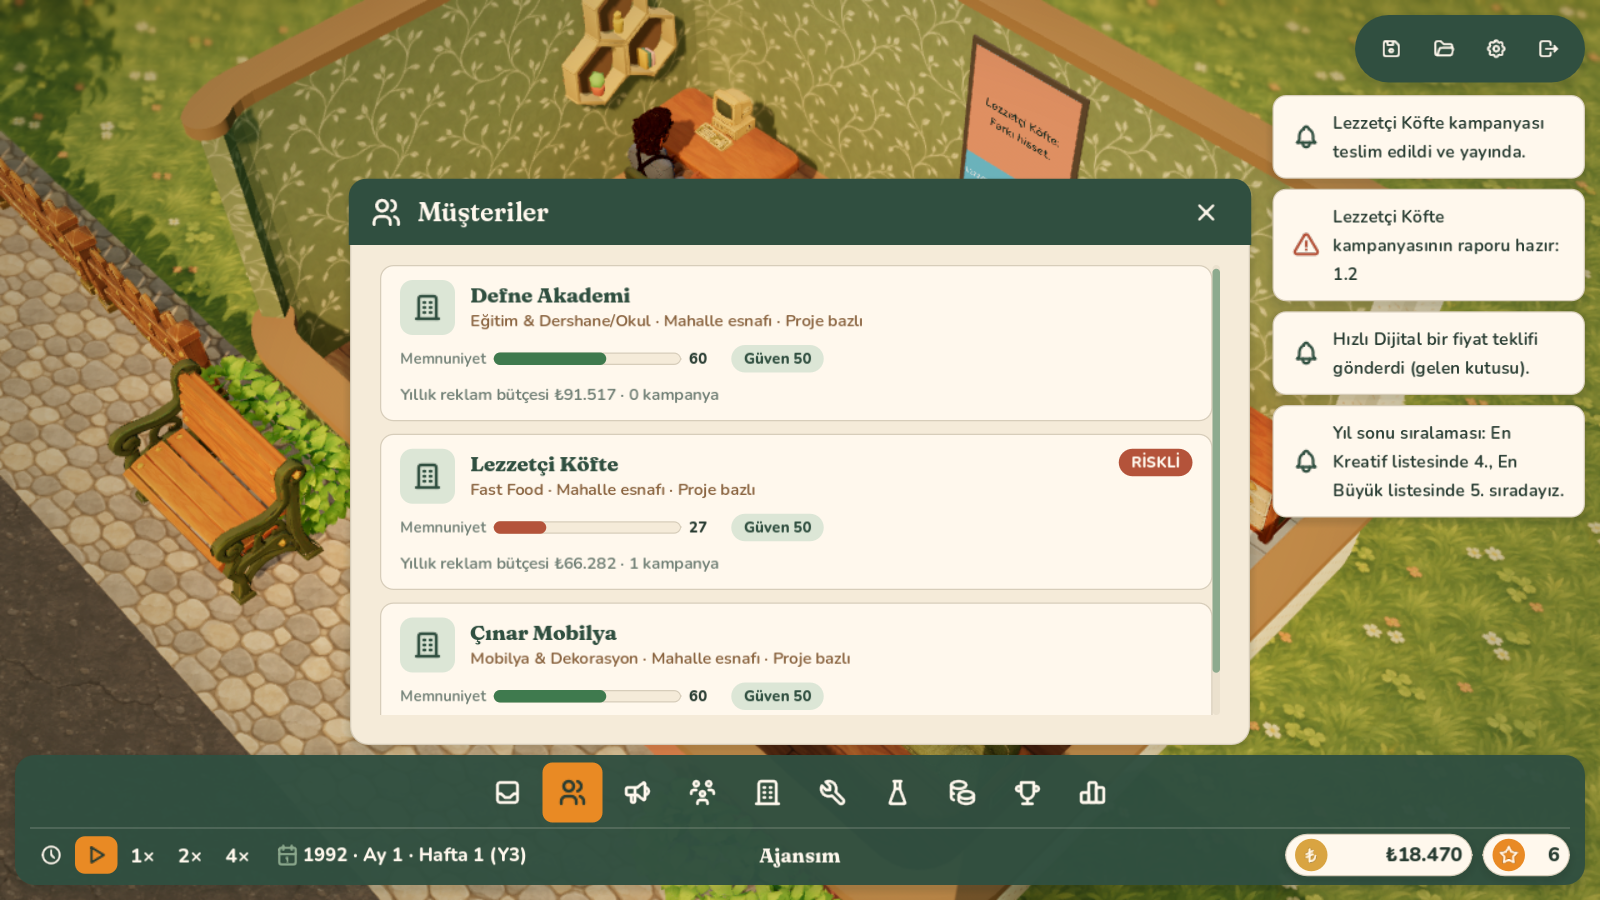 Lezzetçi Köfte.
Farkı hisset.
Müşteriler
Defne Akademi
Eğitim & Dershane/Okul · Mahalle esnafı · Proje bazlı
Memnuniyet 60 Güven 50
Yıllık reklam bütçesi ₺91.517 · 0 kampanya
Lezzetçi Köfte
RİSKLİ
Fast Food · Mahalle esnafı · Proje bazlı
Memnuniyet 27 Güven 50
Yıllık reklam bütçesi ₺66.282 · 1 kampanya
Çınar Mobilya
Mobilya & Dekorasyon · Mahalle esnafı · Proje bazlı
Memnuniyet 60 Güven 50
Lezzetçi Köfte kampanyası
teslim edildi ve yayında.
Lezzetçi Köfte
kampanyasının raporu hazır:
1.2
Hızlı Dijital bir fiyat teklifi
gönderdi (gelen kutusu).
Yıl sonu sıralaması: En
Kreatif listesinde 4., En
Büyük listesinde 5. sıradayız.
1× 2× 4× 1992 · Ay 1 · Hafta 1 (Y3)
Ajansım
₺18.470
6